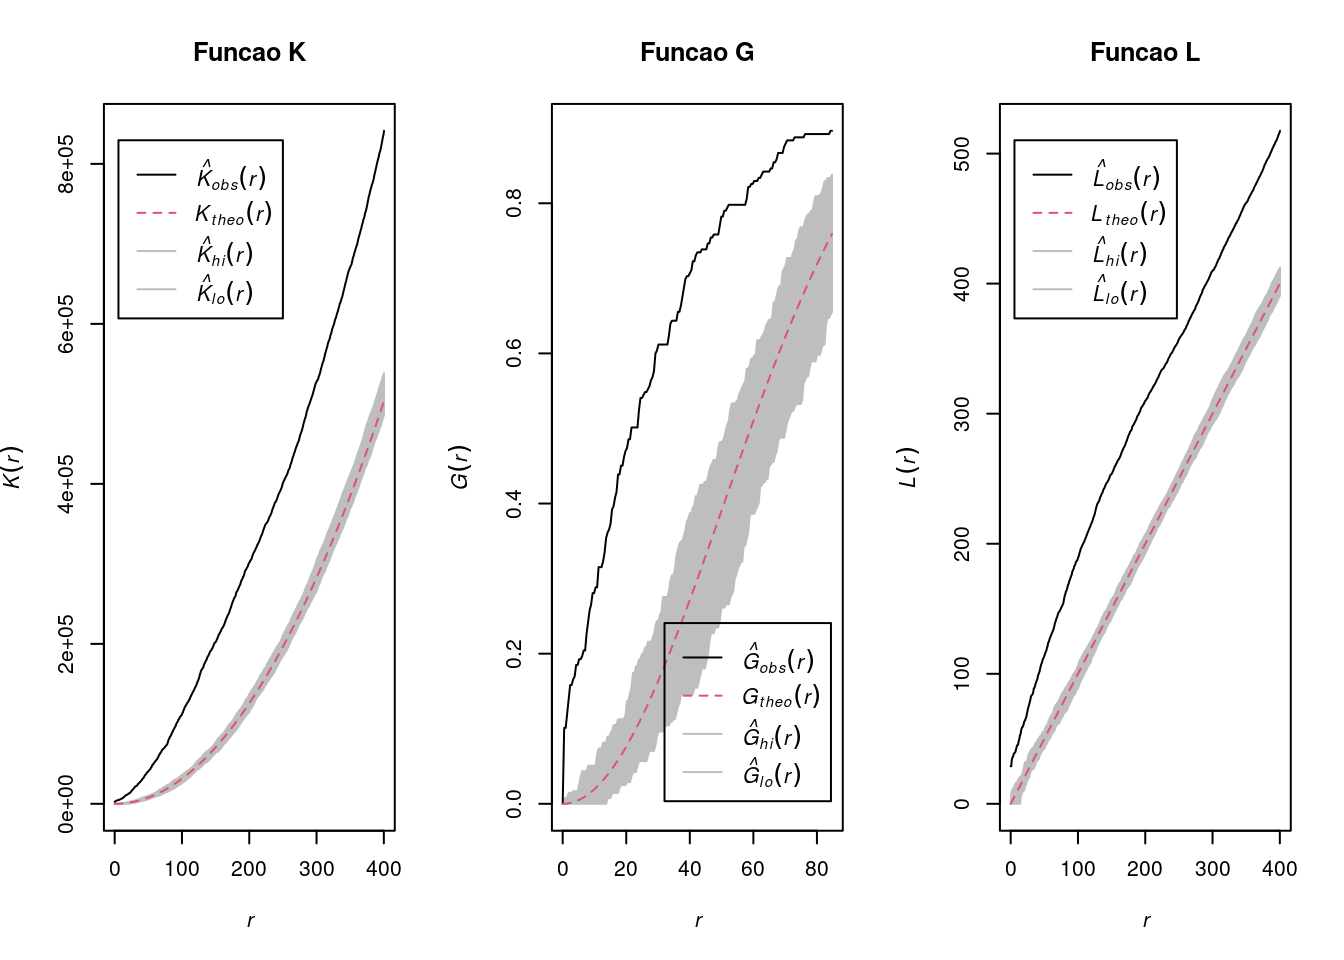 Funcao K
K(r)
8e+05
6e+05
4e+05
2e+05
0e+00
K̂obs(r)
Ktheo(r)
K̂hi(r)
K̂lo(r)
0 100 200 300 400
r
Funcao G
G(r)
0.8
0.6
0.4
0.2
0.0
Ĝobs(r)
Gtheo(r)
Ĝhi(r)
Ĝlo(r)
0 20 40 60 80
r
Funcao L
L(r)
500
400
300
200
100
0
L̂obs(r)
Ltheo(r)
L̂hi(r)
L̂lo(r)
0 100 200 300 400
r